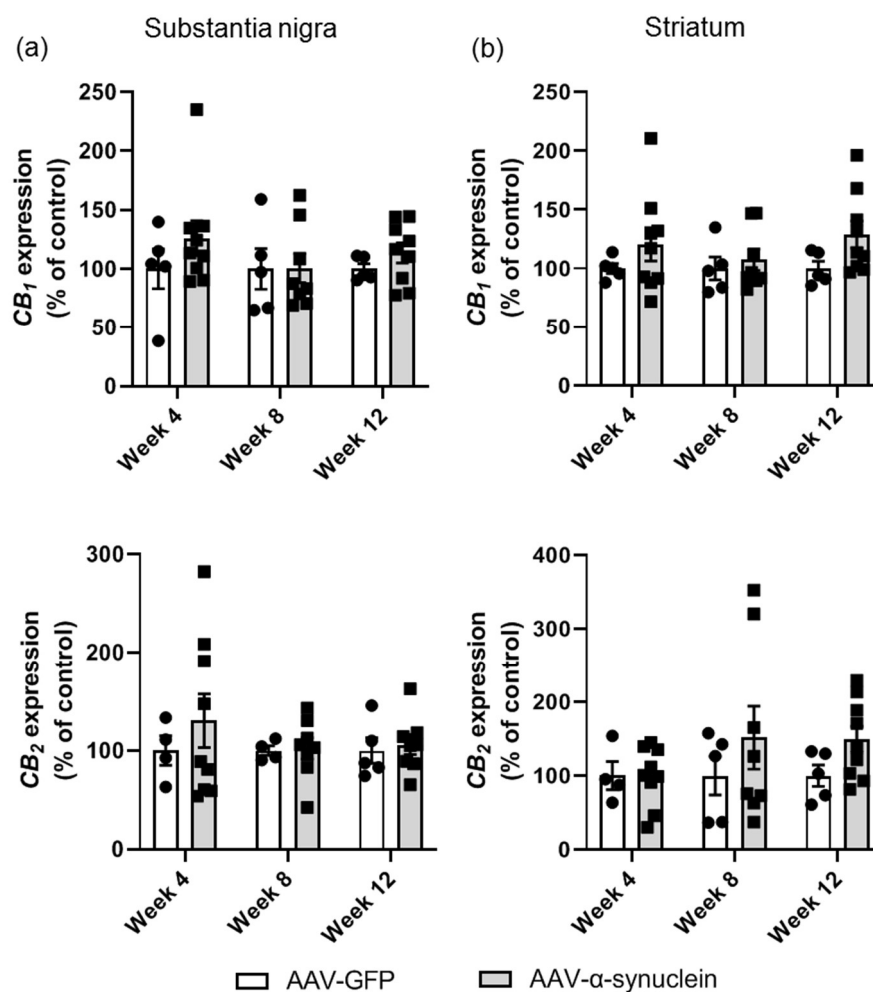 (a)
Substantia nigra
(b)
Striatum
CB1 expression
(% of control)
250
200
150
100
50
0
Week 4
Week 8
Week 12
CB1 expression
(% of control)
250
200
150
100
50
0
Week 4
Week 8
Week 12
CB2 expression
(% of control)
300
200
100
0
Week 4
Week 8
Week 12
CB2 expression
(% of control)
400
300
200
100
0
Week 4
Week 8
Week 12
AAV-GFP
AAV-α-synuclein